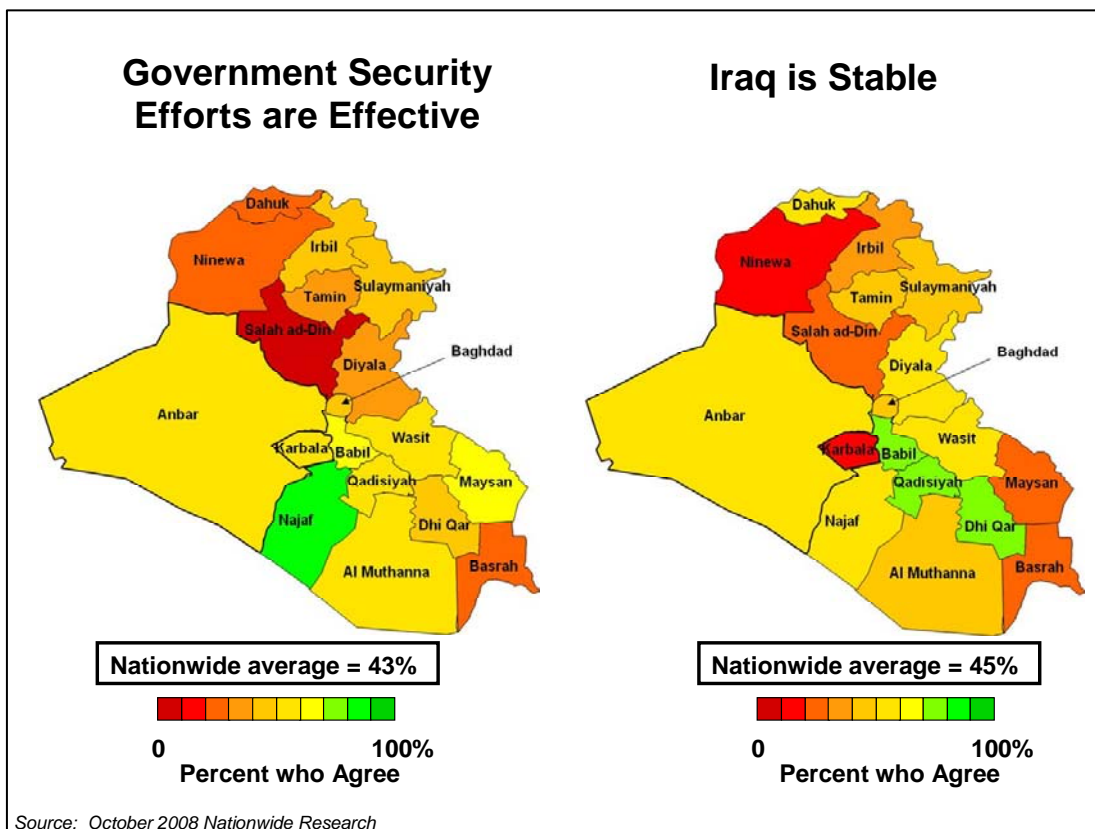 Government Security
Efforts are Effective
Dahuk
Ninewa
Irbil
Tamin
Sulaymaniyah
Salah ad-Din
Diyala
Baghdad
Anbar
Karbala
Babil
Wasit
Qadisiyah
Maysan
Najaf
Dhi Qar
Al Muthanna
Basrah
Nationwide average = 43%
0 100%
Percent who Agree
Iraq is Stable
Dahuk
Ninewa
Irbil
Tamin
Sulaymaniyah
Salah ad-Din
Diyala
Baghdad
Anbar
Karbala
Babil
Wasit
Qadisiyah
Maysan
Najaf
Dhi Qar
Al Muthanna
Basrah
Nationwide average = 45%
0 100%
Percent who Agree
Source: October 2008 Nationwide Research